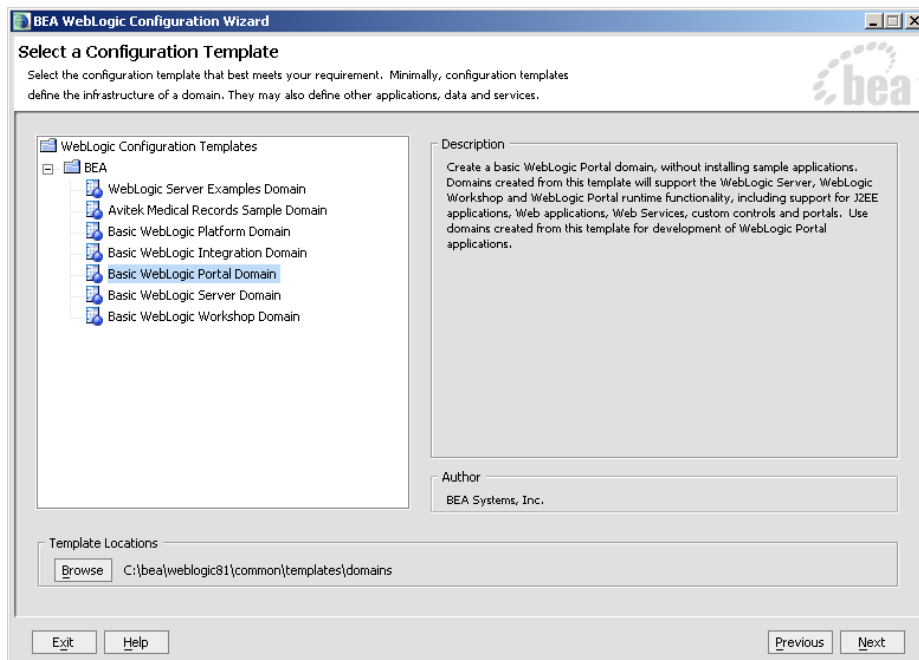 BEA WebLogic Configuration Wizard
Select a Configuration Template
Select the configuration template that best meets your requirement. Minimally, configuration templates
define the infrastructure of a domain. They may also define other applications, data and services.
bea
WebLogic Configuration Templates
BEA
WebLogic Server Examples Domain
Avitek Medical Records Sample Domain
Basic WebLogic Platform Domain
Basic WebLogic Integration Domain
Basic WebLogic Portal Domain
Basic WebLogic Server Domain
Basic WebLogic Workshop Domain
Description
Create a basic WebLogic Portal domain, without installing sample applications.
Domains created from this template will support the WebLogic Server, WebLogic
Workshop and WebLogic Portal runtime functionality, including support for J2EE
applications, Web applications, Web Services, custom controls and portals. Use
domains created from this template for development of WebLogic Portal
applications.
Author
BEA Systems, Inc.
Template Locations
Browse C:\bea\weblogic81\common\templates\domains
Exit Help Previous Next